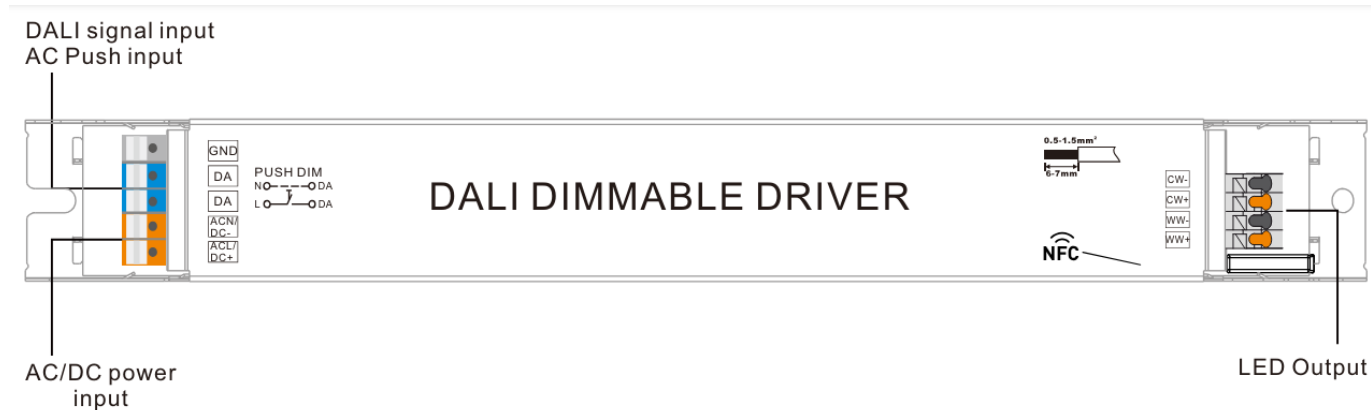 DALI signal input
AC Push input
GND
DA
DA
ACN/
DC-
ACL/
DC+
PUSH DIM
N DA
L DA
DALI DIMMABLE DRIVER
0.5-1.5mm²
6-7mm
NFC
CW-
CW+
WW-
WW+
AC/DC power
input
LED Output